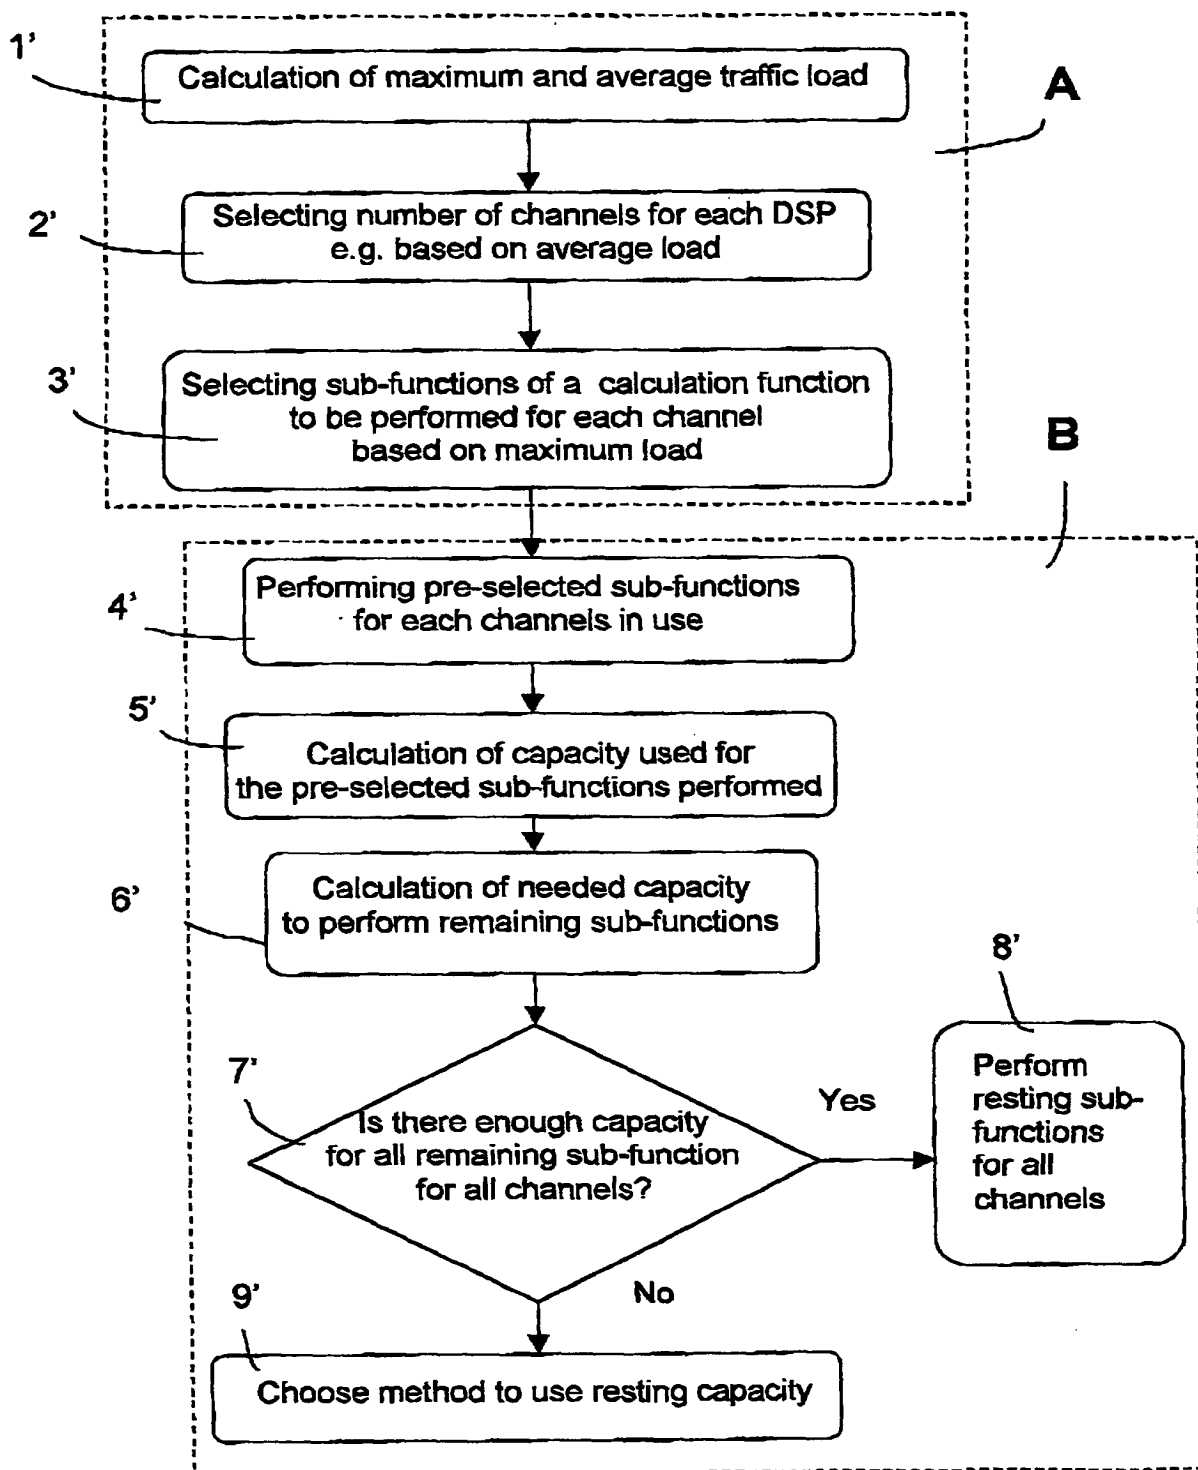 1'
Calculation of maximum and average traffic load
A
2'
Selecting number of channels for each DSP
e.g. based on average load
3'
Selecting sub-functions of a calculation function
to be performed for each channel
based on maximum load
B
4'
Performing pre-selected sub-functions
for each channels in use
5'
Calculation of capacity used for
the pre-selected sub-functions performed
6'
Calculation of needed capacity
to perform remaining sub-functions
7'
Is there enough capacity
for all remaining sub-function
for all channels?
Yes
8'
Perform
resting sub-
functions
for all
channels
No
9'
Choose method to use resting capacity